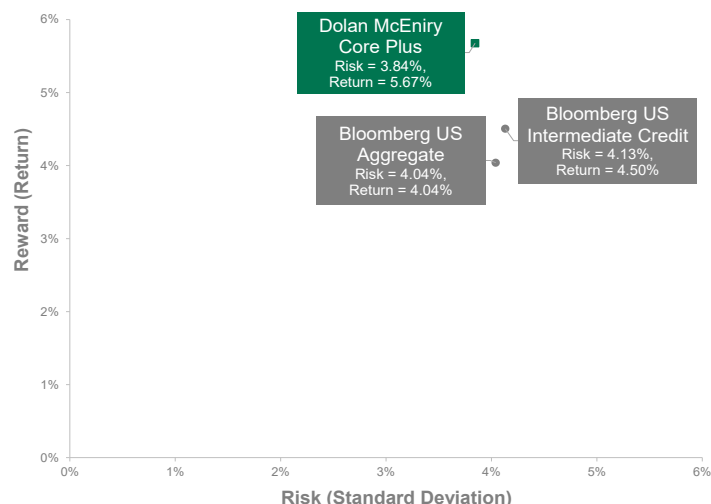 6%
5%
4%
3%
2%
1%
0%
Reward (Return)
Dolan McEniry
Core Plus
Risk = 3.84%,
Return = 5.67%
Bloomberg US
Aggregate
Risk = 4.04%,
Return = 4.04%
Bloomberg US
Intermediate Credit
Risk = 4.13%,
Return = 4.50%
0%
1%
2%
3%
4%
5%
6%
Risk (Standard Deviation)